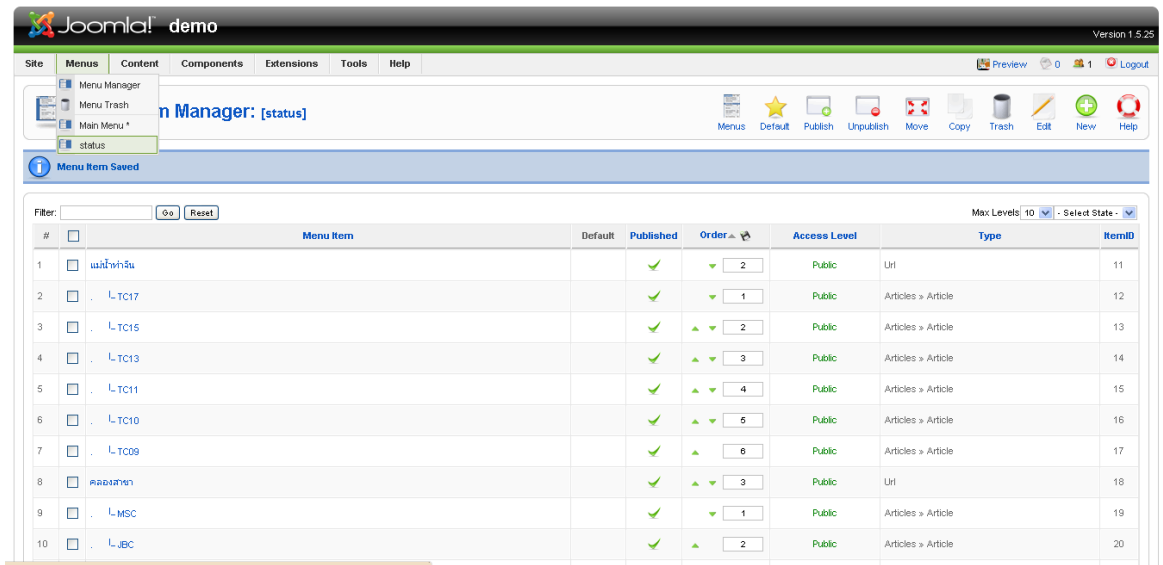 Joomla! demo
Version 1.5.25
Site Menus Content Components Extensions Tools Help Preview 0 1 Logout
Menu Manager
Menu Trash
Main Menu *
status
Manager: [status]
Menus Default Publish Unpublish Move Copy Trash Edit New Help
Menu Item Saved
Filter: Go Reset Max Levels 10 - Select State -
# Menu Item Default Published Order Access Level Type ItemID
1 แม่น้ำท่าจีน 2 Public Url 11
2 . TC17 1 Public Articles » Article 12
3 . TC15 2 Public Articles » Article 13
4 . TC13 3 Public Articles » Article 14
5 . TC11 4 Public Articles » Article 15
6 . TC10 5 Public Articles » Article 16
7 . TC09 6 Public Articles » Article 17
8 คลองสาขา 3 Public Url 18
9 . MSC 1 Public Articles » Article 19
10 . JBC 2 Public Articles » Article 20